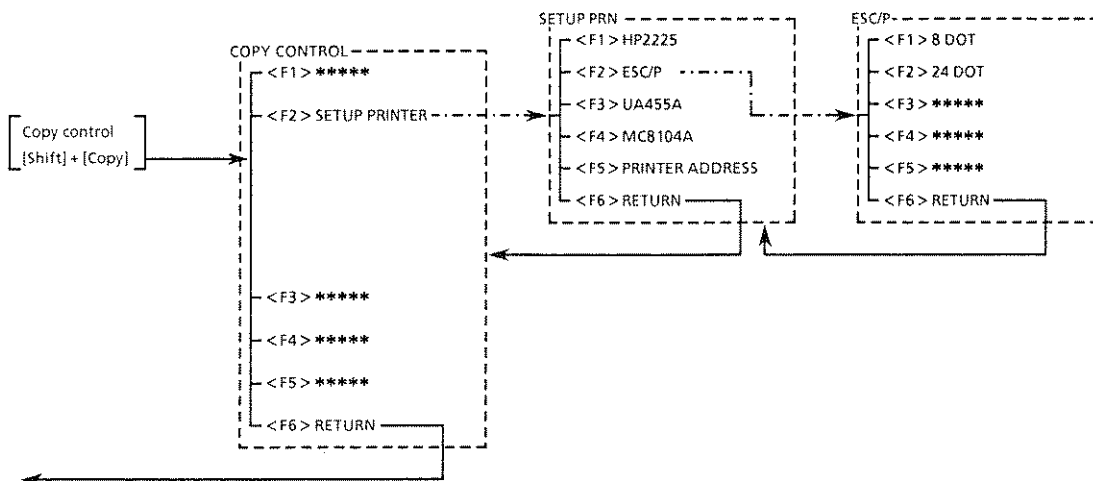 Copy control
[Shift] + [Copy]
COPY CONTROL
<F1> *****
<F2> SETUP PRINTER
<F3> *****
<F4> *****
<F5> *****
<F6> RETURN
SETUP PRN
<F1> HP2225
<F2> ESC/P
<F3> UA455A
<F4> MC8104A
<F5> PRINTER ADDRESS
<F6> RETURN
ESC/P
<F1> 8 DOT
<F2> 24 DOT
<F3> *****
<F4> *****
<F5> *****
<F6> RETURN